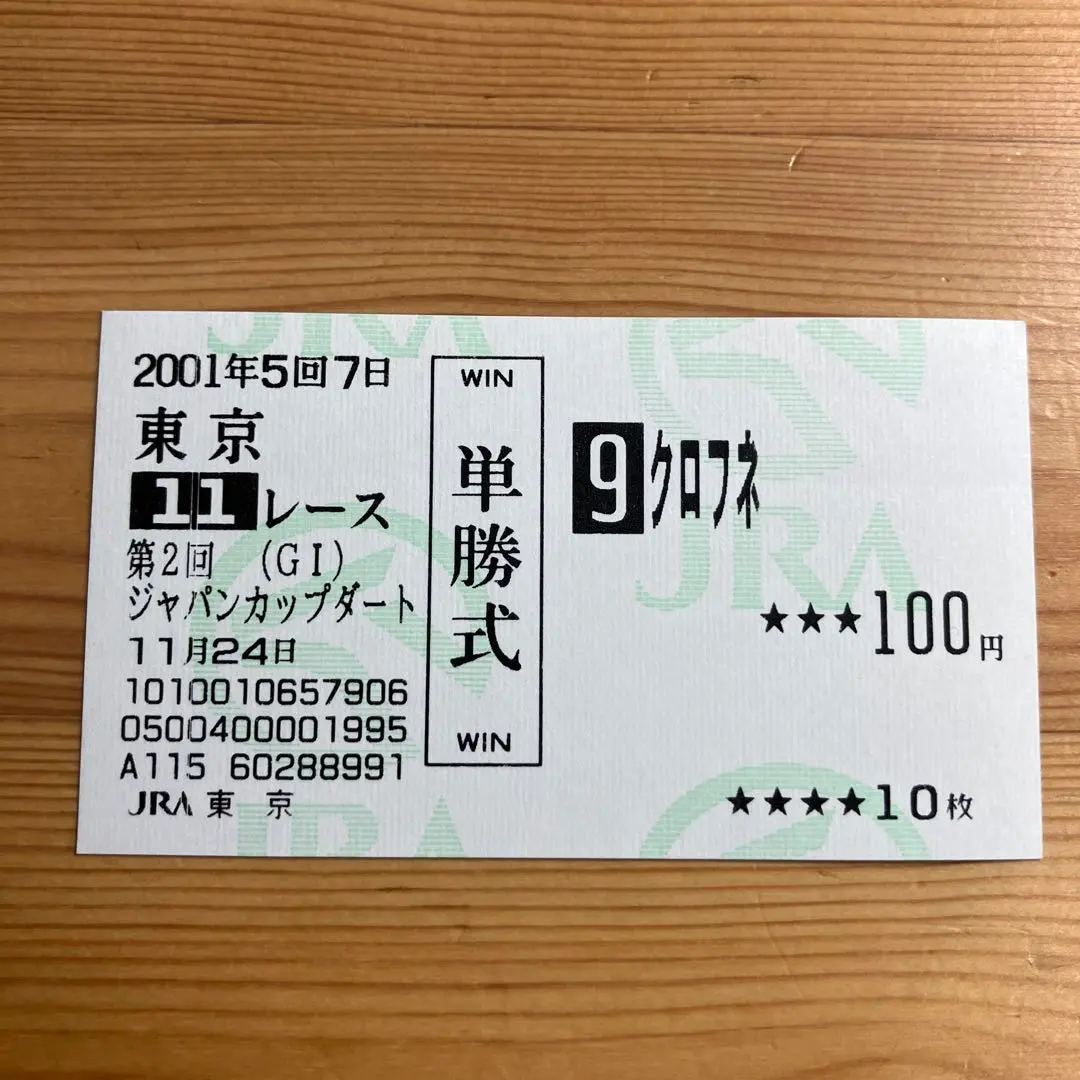 2001年5回7日
東京
11レース
第2回 (GI)
ジャパンカップダート
11月24日
1010010657906
0500400001995
A115 60288991
JRA 東 京
WIN
単勝式
WIN
9 クロフネ
★★★100円
★★★★10枚
JRA
JRA
JRA